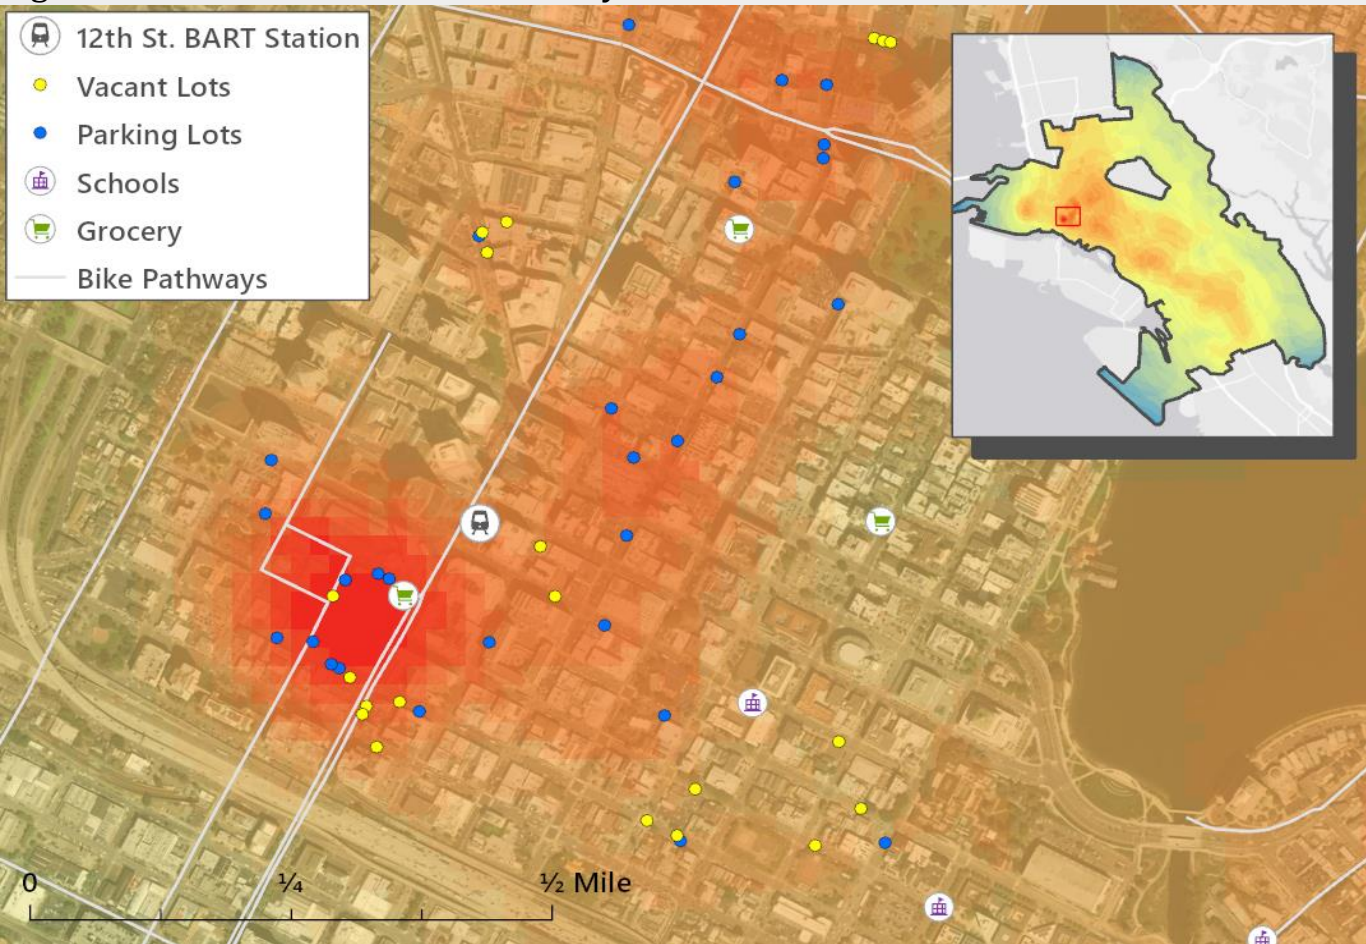 12th St. BART Station
Vacant Lots
Parking Lots
Schools
Grocery
Bike Pathways
0 ¼ ½ Mile